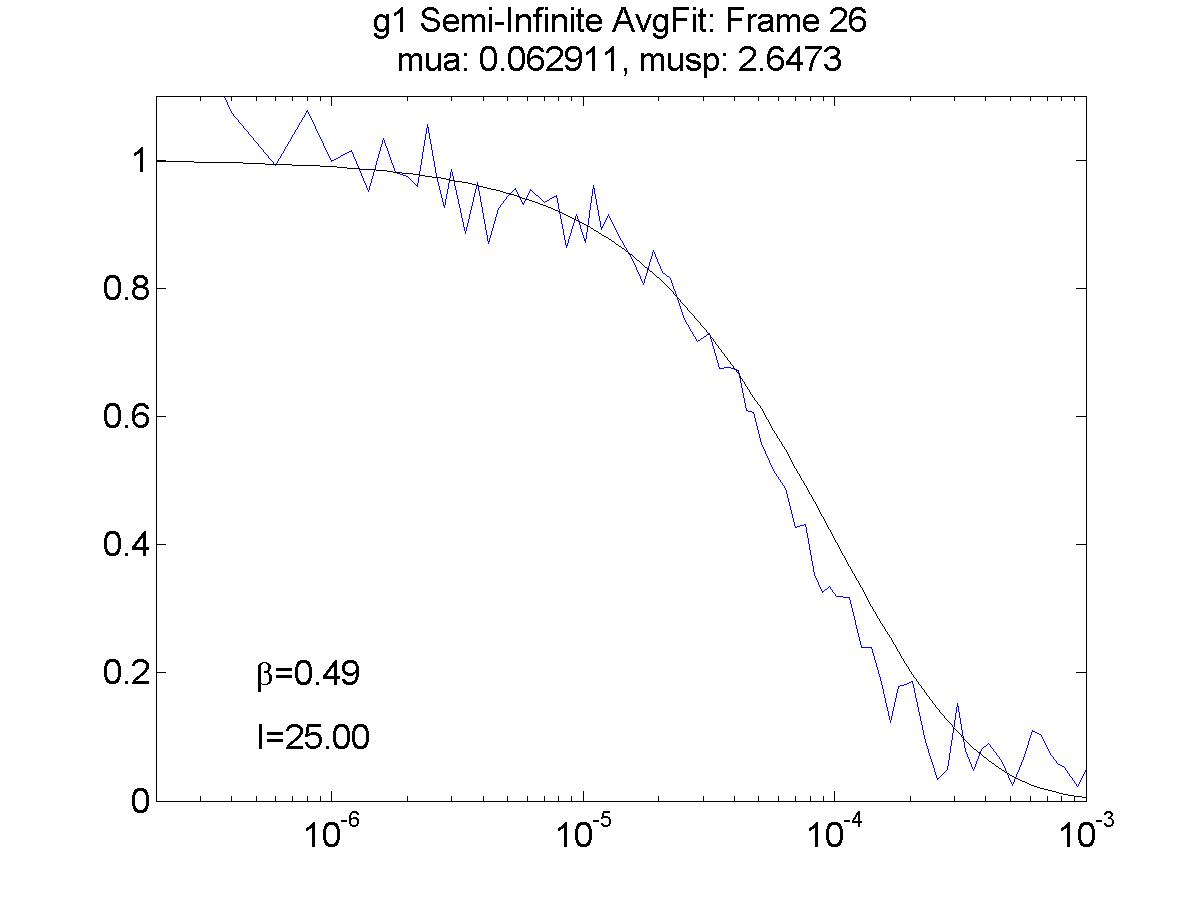 g1 Semi-Infinite AvgFit: Frame 26
mua: 0.062911, musp: 2.6473
1
0.8
0.6
0.4
0.2
0
β=0.49
I=25.00
10^-6
10^-5
10^-4
10^-3